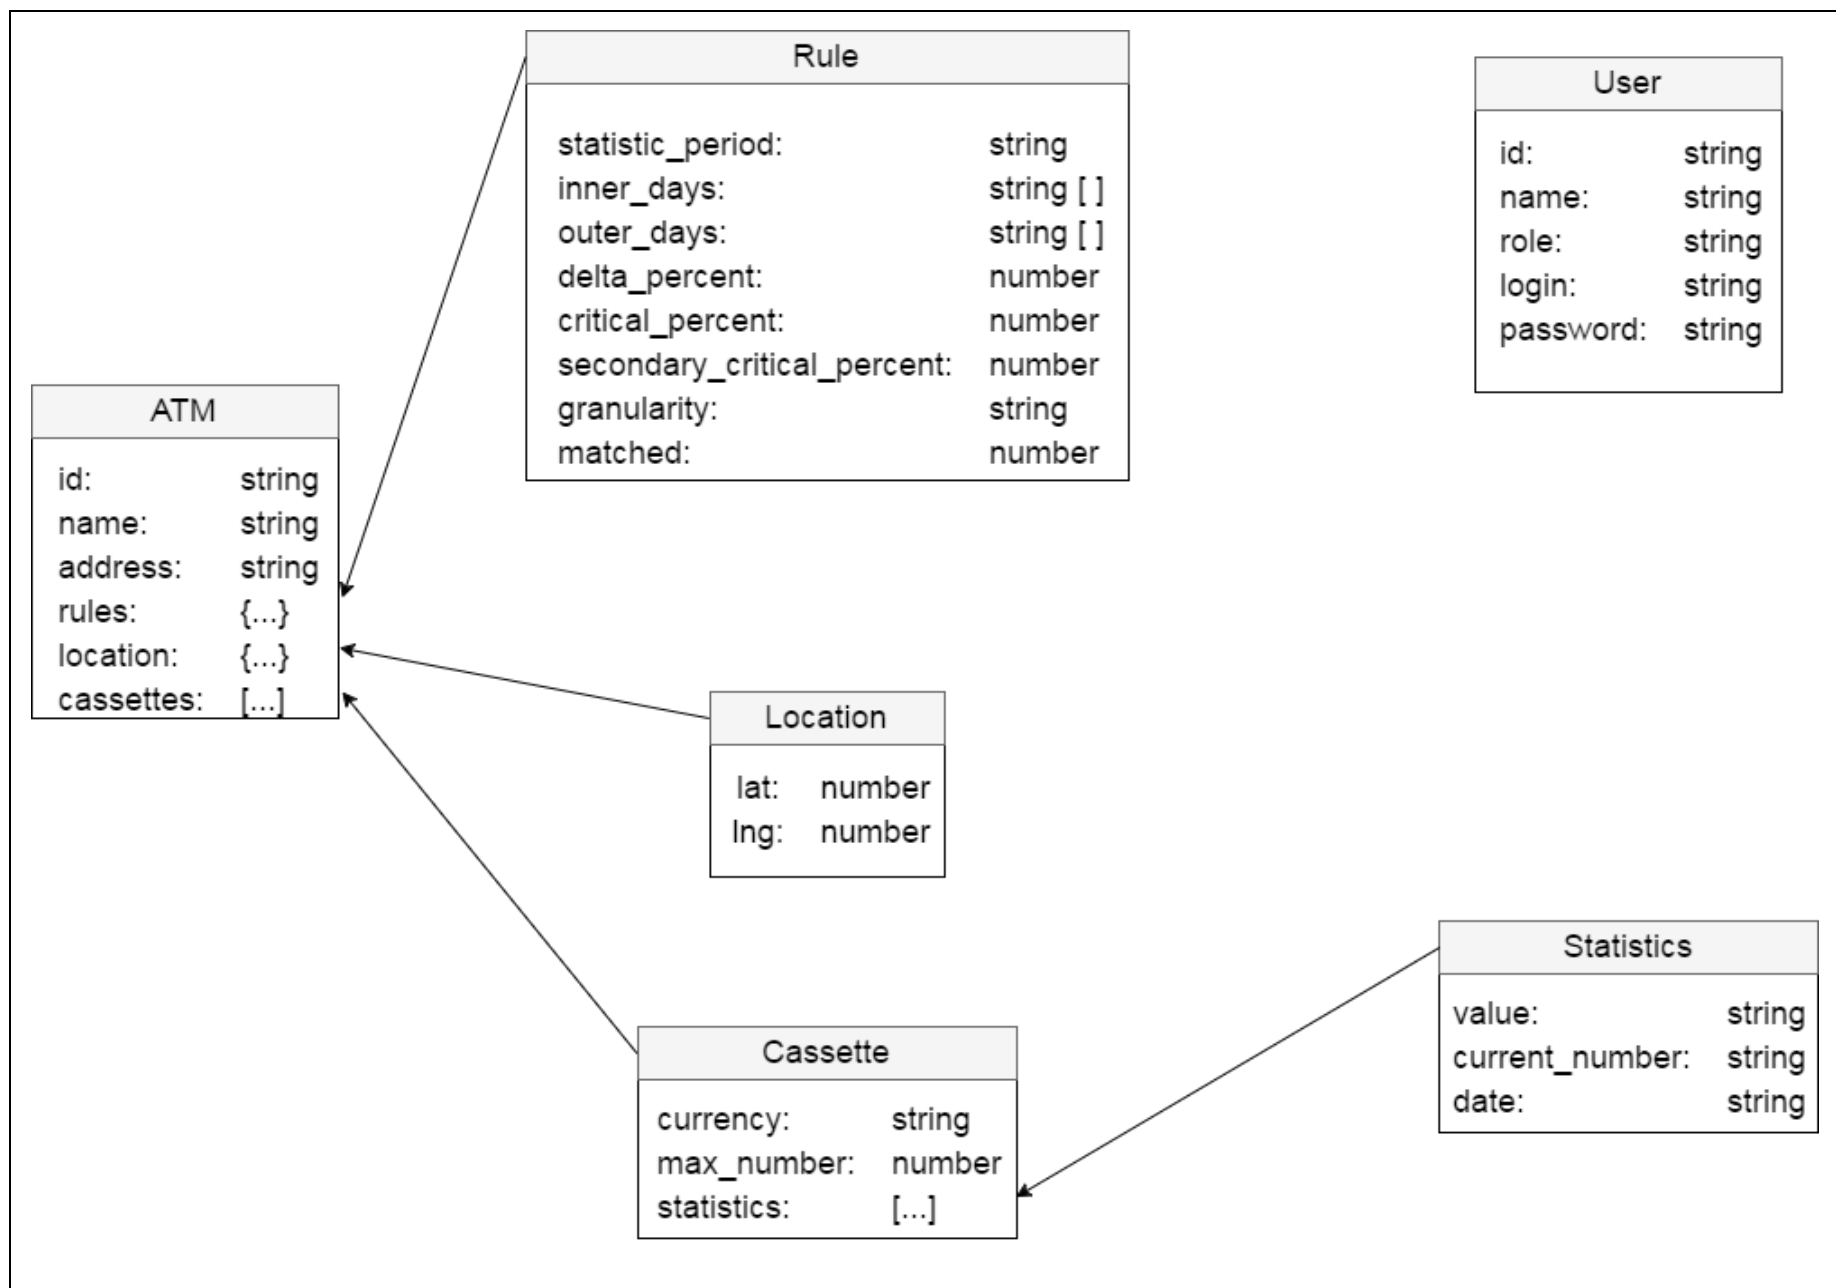 Rule
statistic_period: string
inner_days: string [ ]
outer_days: string [ ]
delta_percent: number
critical_percent: number
secondary_critical_percent: number
granularity: string
matched: number
User
id: string
name: string
role: string
login: string
password: string
ATM
id: string
name: string
address: string
rules: {...}
location: {...}
cassettes: [...]
Location
lat: number
lng: number
Cassette
currency: string
max_number: number
statistics: [...]
Statistics
value: string
current_number: string
date: string